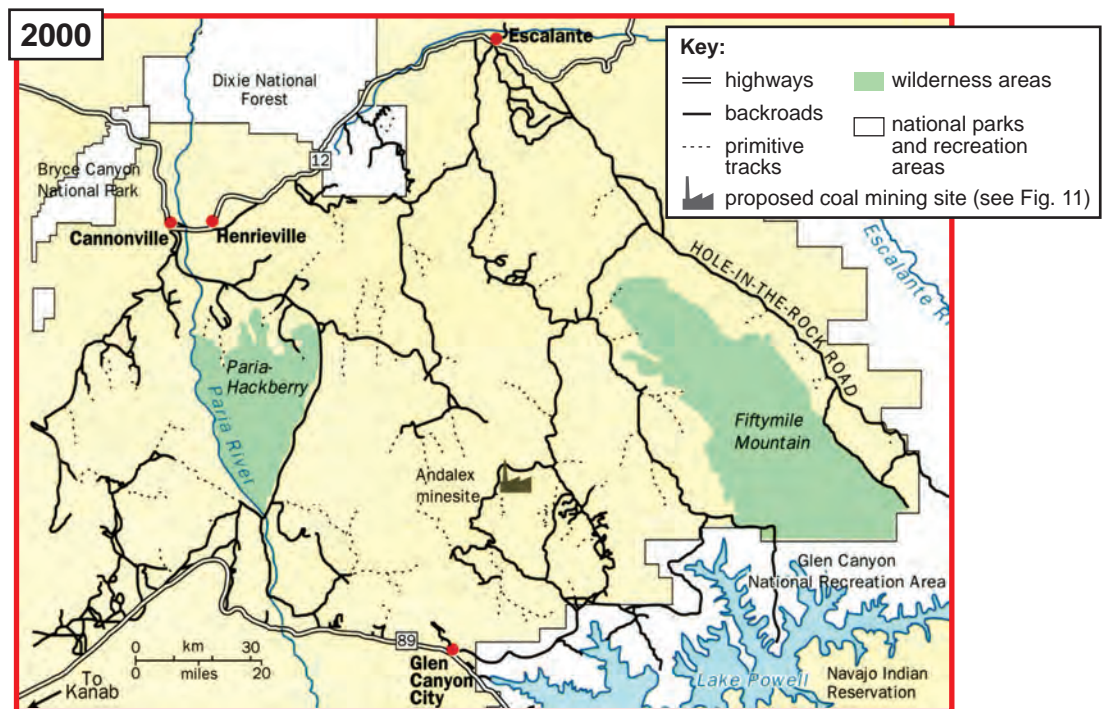 2000
Key:
highways
backroads
primitive
tracks
wilderness areas
national parks
and recreation
areas
proposed coal mining site (see Fig. 11)
Escalante
Dixie National
Forest
12
Bryce Canyon
National Park
Cannonville
Henrieville
HOLE-IN-THE-ROCK ROAD
Escalante R
Paria-
Hackberry
Paria River
Fiftymile
Mountain
Andalex
minesite
Glen Canyon
National Recreation Area
89
0 km 30
0 miles 20
To
Kanab
Glen
Canyon
City
Lake Powell
Navajo Indian
Reservation